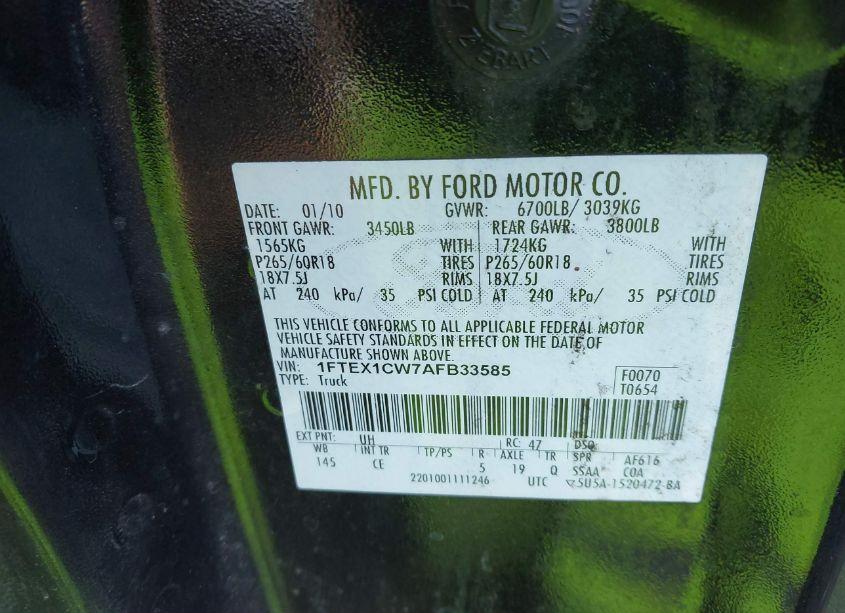 ZIEBART
MFD. BY FORD MOTOR CO.
DATE: 01/10 GVWR: 6700LB/ 3039KG
FRONT GAWR: 3450LB REAR GAWR: 3800LB
1565KG WITH 1724KG WITH
P265/60R18 TIRES P265/60R18 TIRES
18X7.5J RIMS 18X7.5J RIMS
AT 240 kPa/ 35 PSI COLD AT 240 kPa/ 35 PSI COLD
THIS VEHICLE CONFORMS TO ALL APPLICABLE FEDERAL MOTOR
VEHICLE SAFETY STANDARDS IN EFFECT ON THE DATE OF
MANUFACTURE SHOWN ABOVE.
VIN: 1FTEX1CW7AFB33585 F0070
TYPE: Truck T0654
EXT PNT: UH RC: 47 DSO:
WB INT TR TP/PS R AXLE TR SPR AF616
145 CE 5 19 Q SSAA COA
2201001111246 UTC 5U5A-1520472-BA